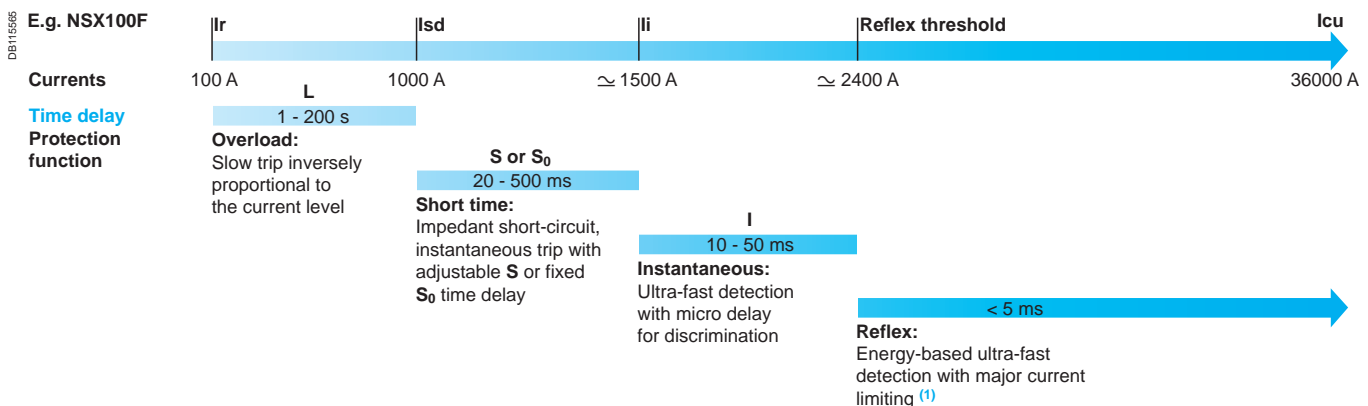 DB115565
E.g. NSX100F
Ir
Isd
Ii
Reflex threshold
Icu
Currents
100 A
1000 A
≃ 1500 A
≃ 2400 A
36000 A
Time delay
L
1 - 200 s
Protection
function
Overload:
Slow trip inversely
proportional to
the current level
S or S₀
20 - 500 ms
Short time:
Impedant short-circuit,
instantaneous trip with
adjustable S or fixed
S₀ time delay
I
10 - 50 ms
Instantaneous:
Ultra-fast detection
with micro delay
for discrimination
< 5 ms
Reflex:
Energy-based ultra-fast
detection with major current
limiting (1)